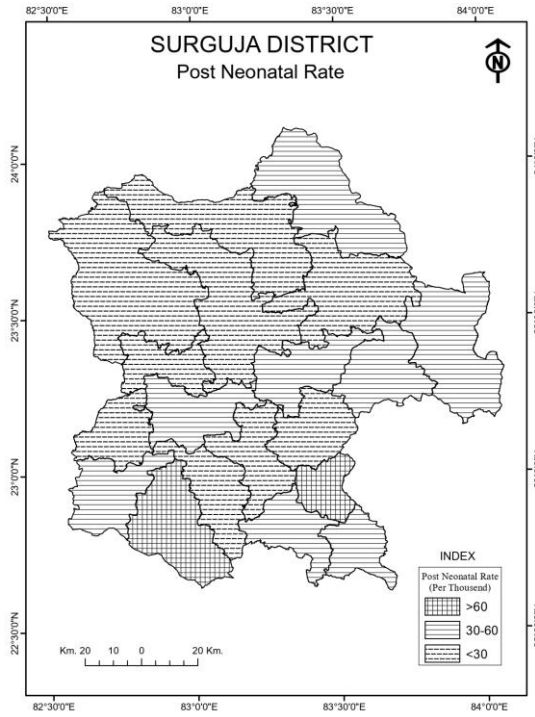 82°30'0"E 83°0'0"E 83°30'0"E 84°0'0"E
SURGUJA DISTRICT
Post Neonatal Rate
N
24°0'0"N
23°30'0"N
23°0'0"N
22°30'0"N
INDEX
Post Neonatal Rate
(Per Thousend)
>60
30-60
<30
Km. 20 10 0 20 Km.
82°30'0"E 83°0'0"E 83°30'0"E 84°0'0"E